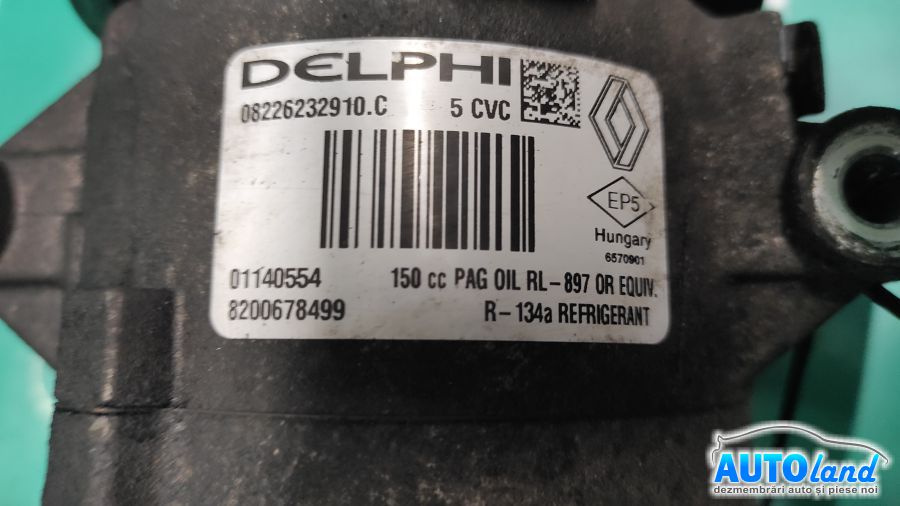 DELPHI
08226232910.C 5 CVC
EP5
Hungary
6570901
01140554 150 cc PAG OIL RL-897 OR EQUIV.
8200678499 R-134a REFRIGERANT
AUTOland
dezmembrări auto și piese noi